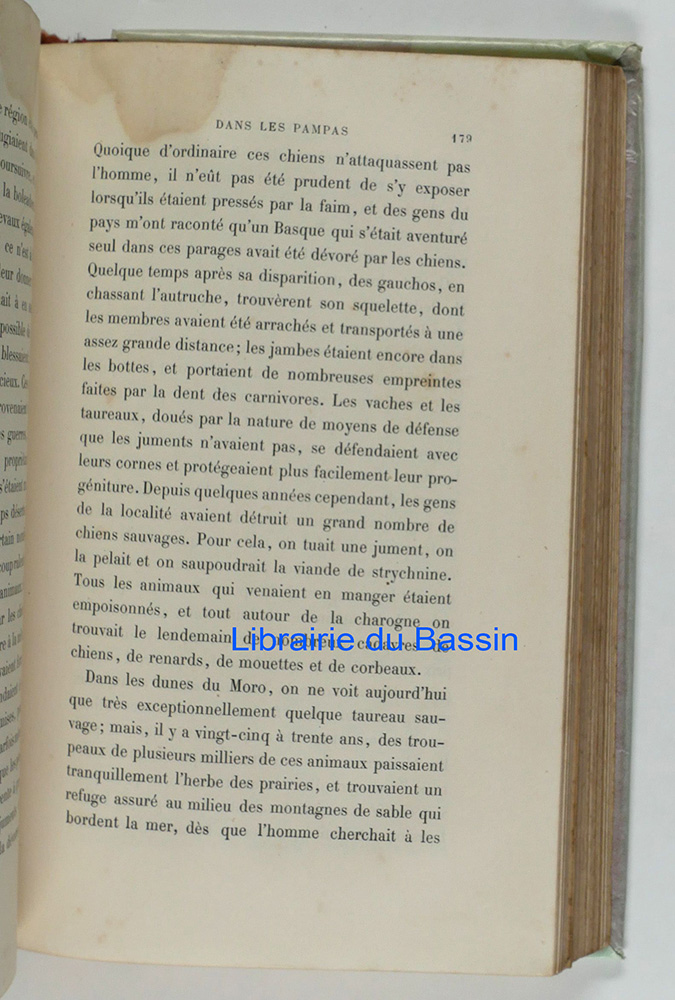 DANS LES PAMPAS
179
Quoique d'ordinaire ces chiens n'attaquassent pas
l'homme, il n'eût pas été prudent de s'y exposer
lorsqu'ils étaient pressés par la faim, et des gens du
pays m'ont raconté qu'un Basque qui s'était aventuré
seul dans ces parages avait été dévoré par les chiens.
Quelque temps après sa disparition, des gauchos, en
chassant l'autruche, trouvèrent son squelette, dont
les membres avaient été arrachés et transportés à une
assez grande distance; les jambes étaient encore dans
les bottes, et portaient de nombreuses empreintes
faites par la dent des carnivores. Les vaches et les
taureaux, doués par la nature de moyens de défense
que les juments n'avaient pas, se défendaient avec
leurs cornes et protégeaient plus facilement leur pro-
géniture. Depuis quelques années cependant, les gens
de la localité avaient détruit un grand nombre de
chiens sauvages. Pour cela, on tuait une jument, on
la pelait et on saupoudrait la viande de strychnine.
Tous les animaux qui venaient en manger étaient
empoisonnés, et tout autour de la charogne on
trouvait le lendemain de nombreux cadavres de
chiens, de renards, de mouettes et de corbeaux.
Dans les dunes du Moro, on ne voit aujourd'hui
que très exceptionnellement quelque taureau sau-
vage; mais, il y a vingt-cinq à trente ans, des trou-
peaux de plusieurs milliers de ces animaux paissaient
tranquillement l'herbe des prairies, et trouvaient un
refuge assuré au milieu des montagnes de sable qui
bordent la mer, dès que l'homme cherchait à les
Librairie du Bassin